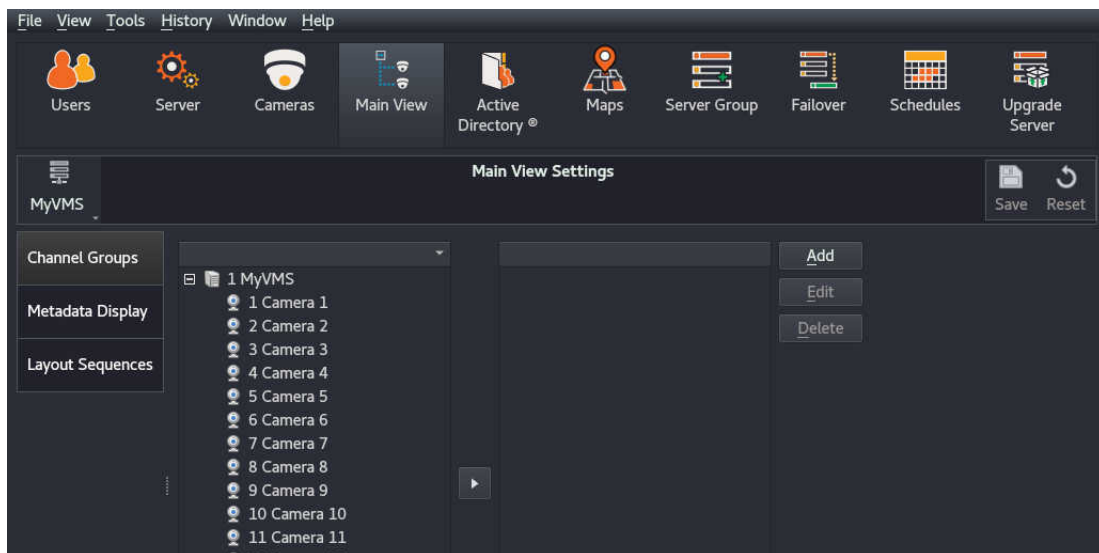 File View Tools History Window Help
Users
Server
Cameras
Main View
Active
Directory ®
Maps
Server Group
Failover
Schedules
Upgrade
Server
MyVMS
Main View Settings
Save
Reset
Channel Groups
Metadata Display
Layout Sequences
1 MyVMS
1 Camera 1
2 Camera 2
3 Camera 3
4 Camera 4
5 Camera 5
6 Camera 6
7 Camera 7
8 Camera 8
9 Camera 9
10 Camera 10
11 Camera 11
Add
Edit
Delete